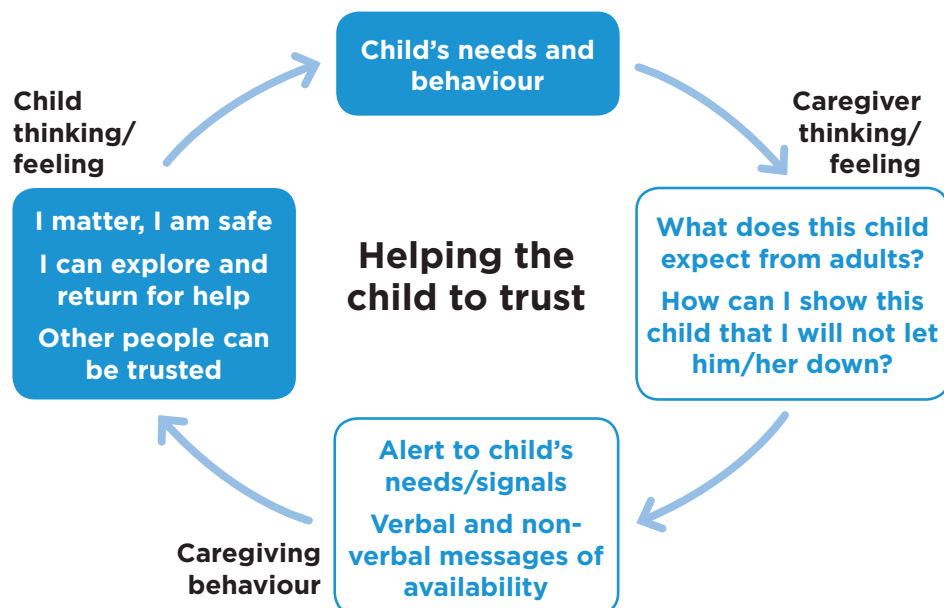 Child’s needs and
behaviour
Child
thinking/
feeling
Caregiver
thinking/
feeling
I matter, I am safe
I can explore and
return for help
Other people can
be trusted
Helping the
child to trust
What does this child
expect from adults?
How can I show this
child that I will not let
him/her down?
Alert to child’s
needs/signals
Verbal and non-
verbal messages of
availability
Caregiving
behaviour